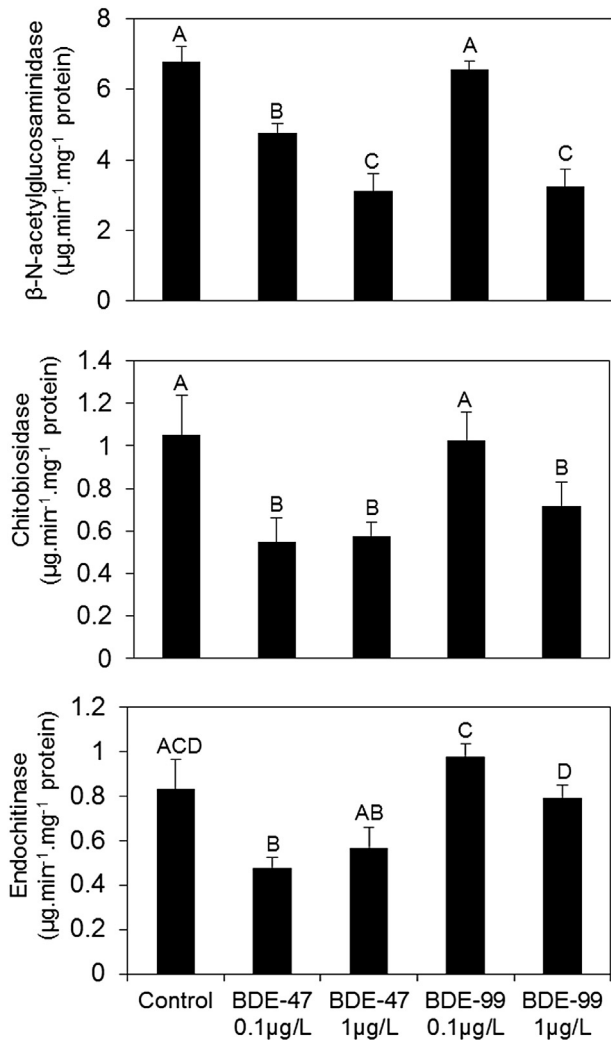 β-N-acetylglucosaminidase
(µg.min⁻¹.mg⁻¹ protein)
8
6
4
2
0
A
B
C
A
C
Chitobiosidase
(µg.min⁻¹.mg⁻¹ protein)
1.4
1.2
1
0.8
0.6
0.4
0.2
0
A
B
B
A
B
Endochitinase
(µg.min⁻¹.mg⁻¹ protein)
1.2
1
0.8
0.6
0.4
0.2
0
ACD
B
AB
C
D
Control
BDE-47
0.1µg/L
BDE-47
1µg/L
BDE-99
0.1µg/L
BDE-99
1µg/L